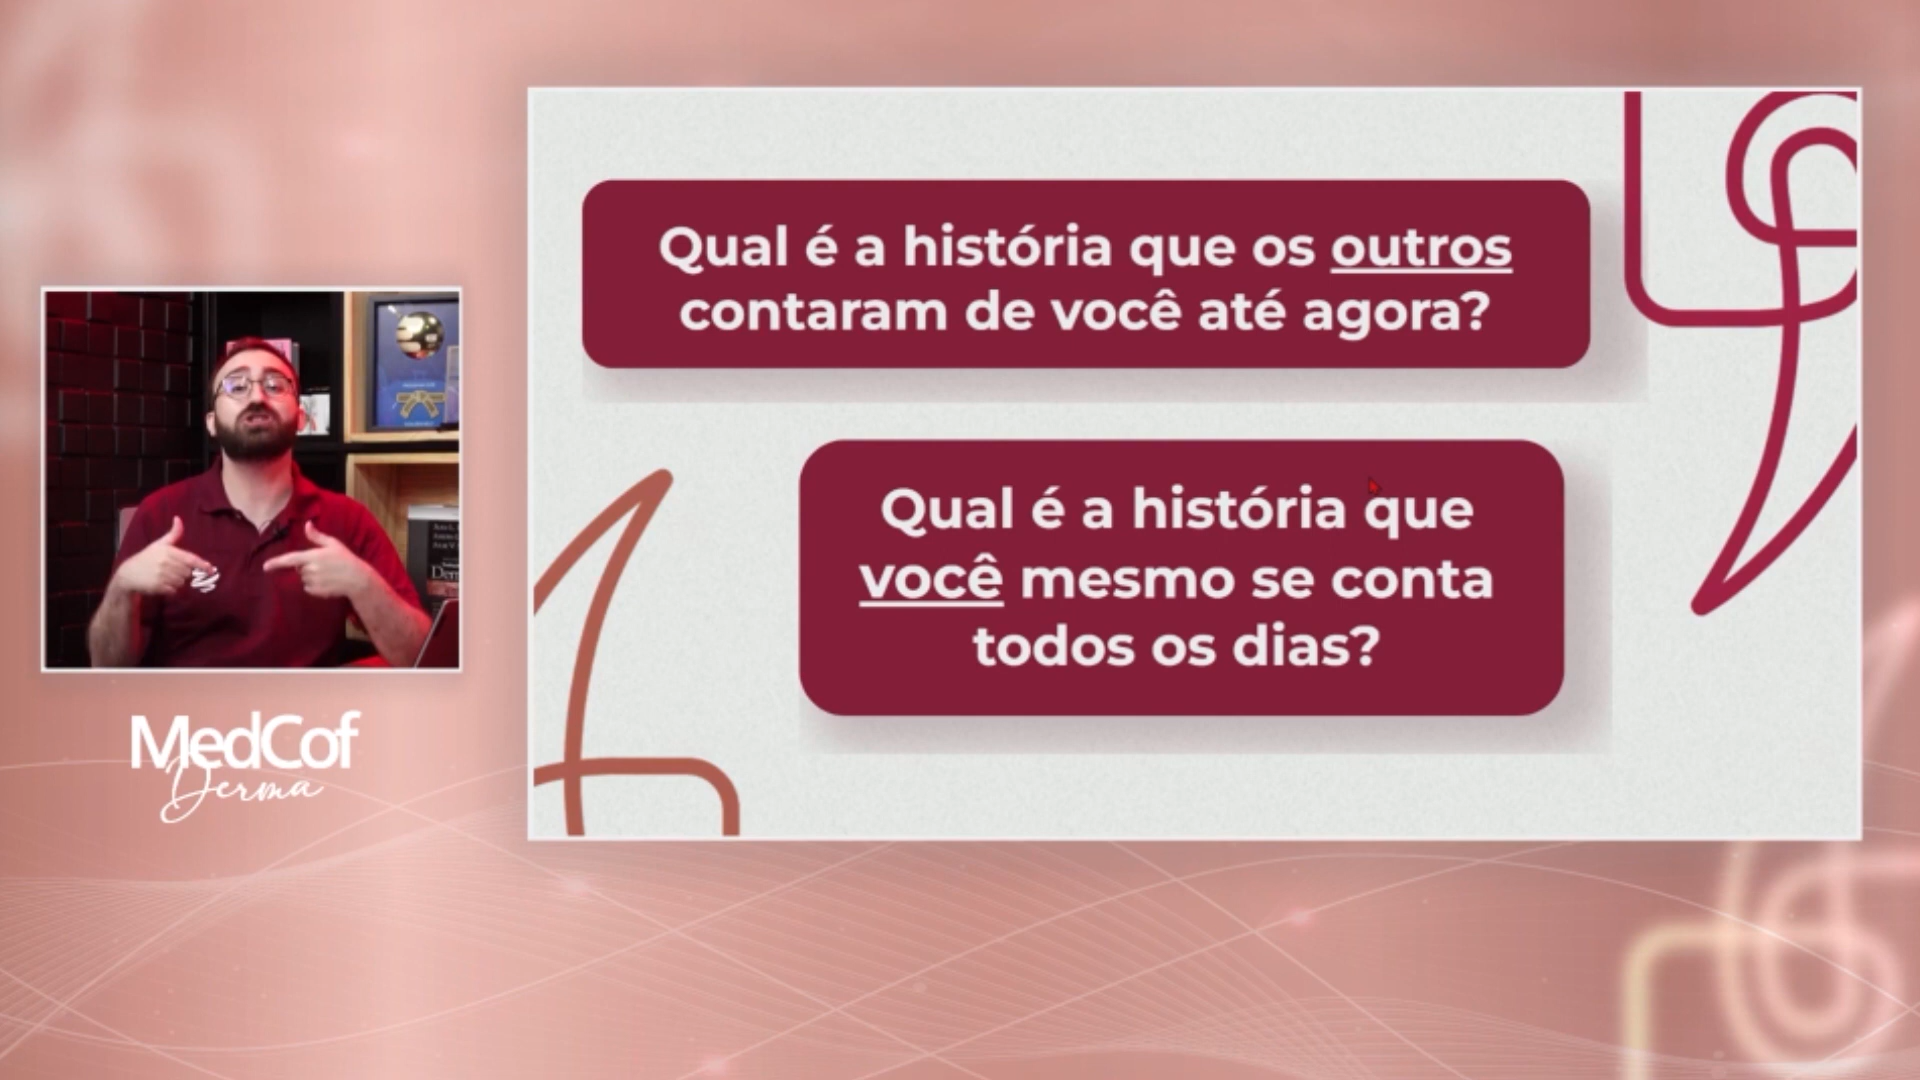 Qual é a história que os outros
contaram de você até agora?
Qual é a história que
você mesmo se conta
todos os dias?
MedCof
Derma